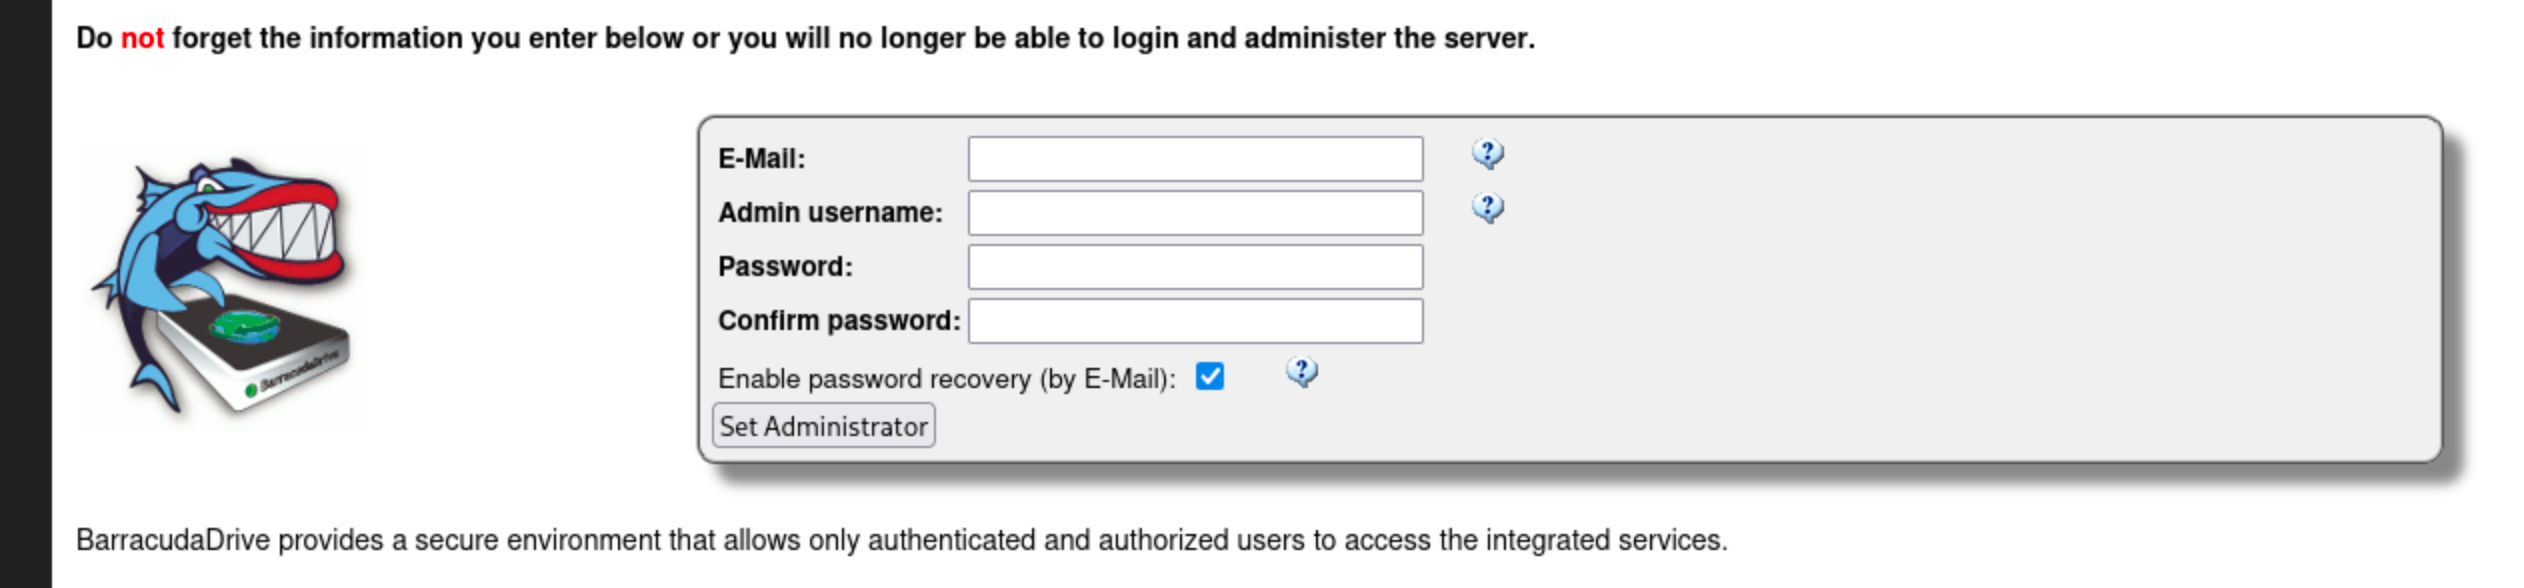 Do not forget the information you enter below or you will no longer be able to login and administer the server.
E-Mail:
Admin username:
Password:
Confirm password:
Enable password recovery (by E-Mail):
Set Administrator
BarracudaDrive
BarracudaDrive provides a secure environment that allows only authenticated and authorized users to access the integrated services.